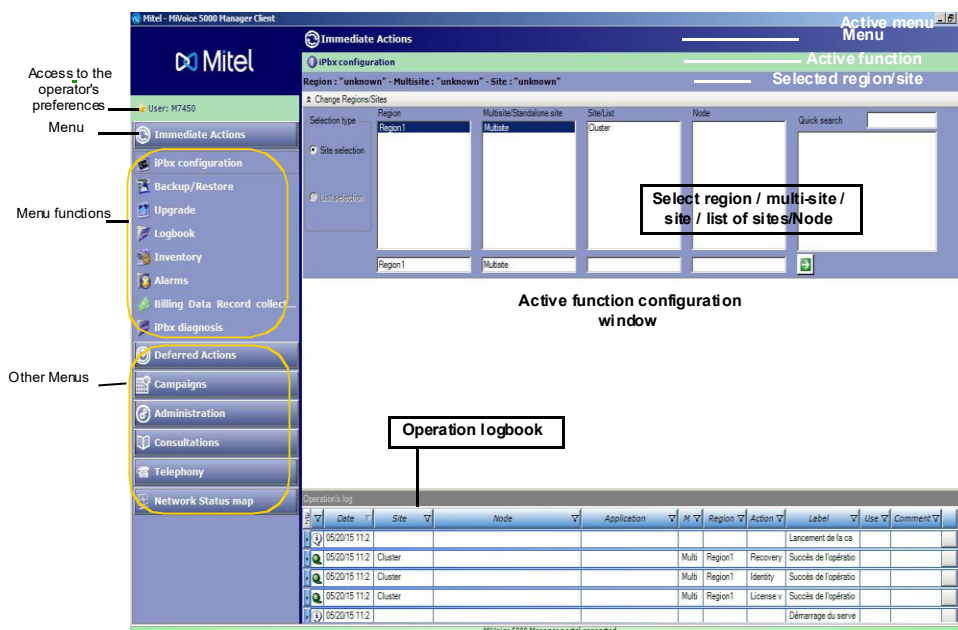 Mitel - MiVoice 5000 Manager Client
Active menu
Mitel
Immediate Actions
Menu
iPbx configuration
Active function
Region : "unknown" - Multisite : "unknown" - Site : "unknown"
Selected region/site
Access to the
operator's
preferences
User: M7450
Menu
Immediate Actions
Menu functions
iPbx configuration
Backup/Restore
Upgrade
Logbook
Inventory
Alarms
Billing Data Record collect...
iPbx diagnosis
Other Menus
Deferred Actions
Campaigns
Administration
Consultations
Telephony
Network Status map
Change Regions/Sites
Selection type
Site selection
List selection
Region
Region1
Region1
Multisite/Standalone site
Multisite
Multisite
Site/List
Cluster
Node
Quick search
Select region / multi-site /
site / list of sites/Node
Active function configuration
window
Operation logbook
Operation's log
Date Site Node Application M Region Action Label Use Comment
05/20/15 11:2 Lancement de la ca
05/20/15 11:2 Cluster Multi Region1 Recovery Succès de l'opératio
05/20/15 11:2 Cluster Multi Region1 Identity Succès de l'opératio
05/20/15 11:2 Cluster Multi Region1 License v Succès de l'opératio
05/20/15 11:2 Démarrage du serve